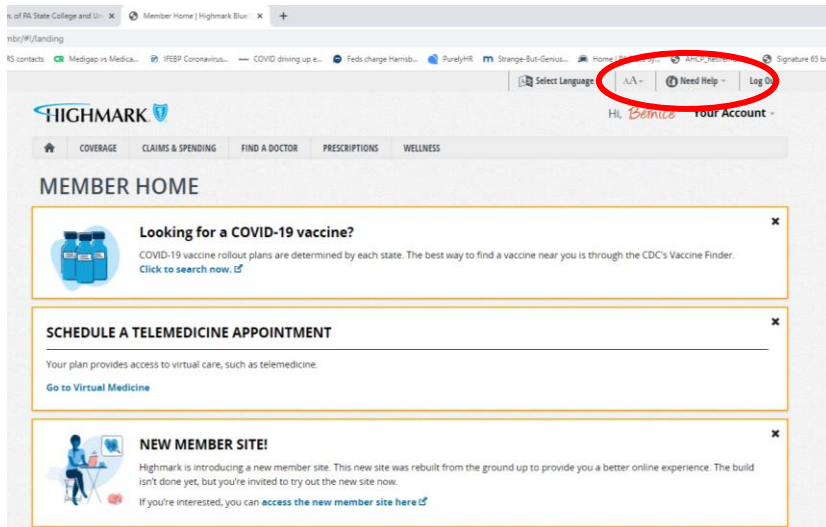 n. of PA State College and Un
Member Home | Highmark Blue
mbr/#!/landing
RS contacts CR Medigap vs Medica... IFEBP Coronavirus... COVID driving up e... Feds charge Harrisb... PurelyHR m Strange-But-Genius... Home Signature 65 b
Select Language AA Need Help Log Ou
HIGHMARK
Hi, Bernice Your Account
COVERAGE CLAIMS & SPENDING FIND A DOCTOR PRESCRIPTIONS WELLNESS
MEMBER HOME
Looking for a COVID-19 vaccine?
COVID-19 vaccine rollout plans are determined by each state. The best way to find a vaccine near you is through the CDC's Vaccine Finder.
Click to search now.
SCHEDULE A TELEMEDICINE APPOINTMENT
Your plan provides access to virtual care, such as telemedicine.
Go to Virtual Medicine
NEW MEMBER SITE!
Highmark is introducing a new member site. This new site was rebuilt from the ground up to provide you a better online experience. The build
isn't done yet, but you're invited to try out the new site now.
If you're interested, you can access the new member site here